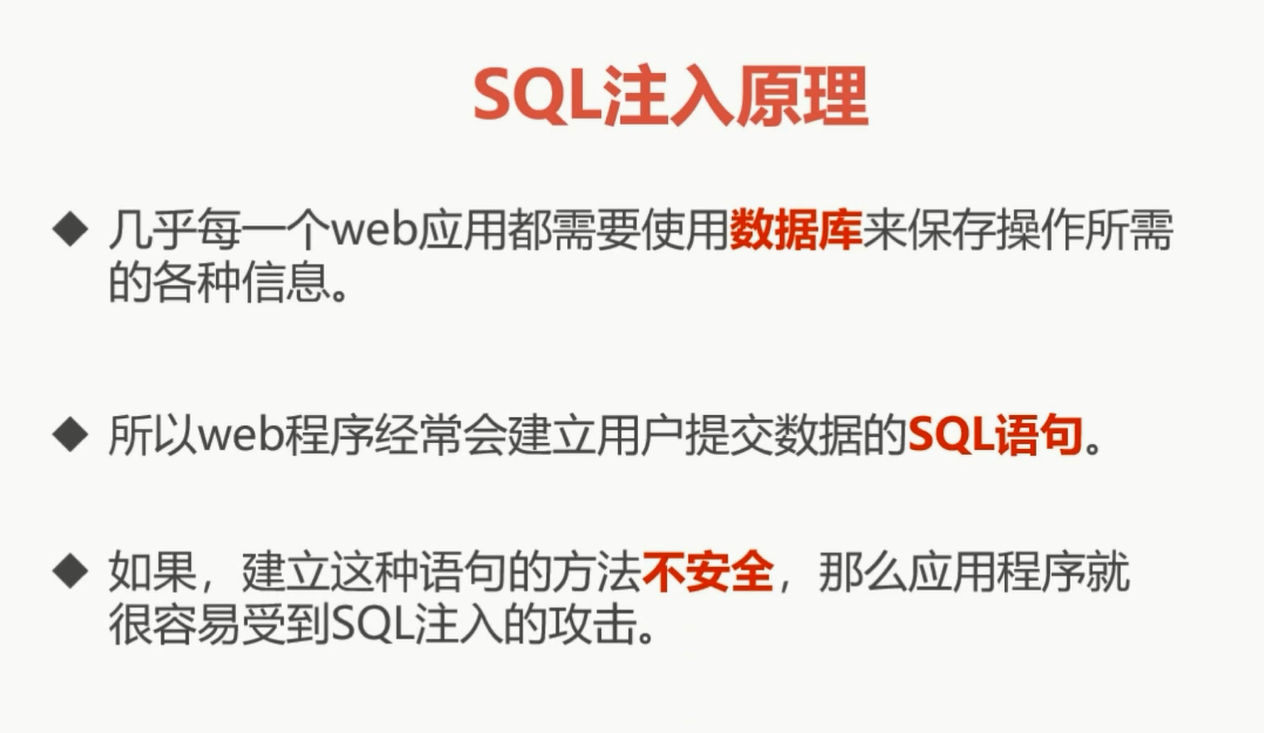 SQL注入原理
◆ 几乎每一个web应用都需要使用数据库来保存操作所需
的各种信息。
◆ 所以web程序经常会建立用户提交数据的SQL语句。
◆ 如果，建立这种语句的方法不安全，那么应用程序就
很容易受到SQL注入的攻击。